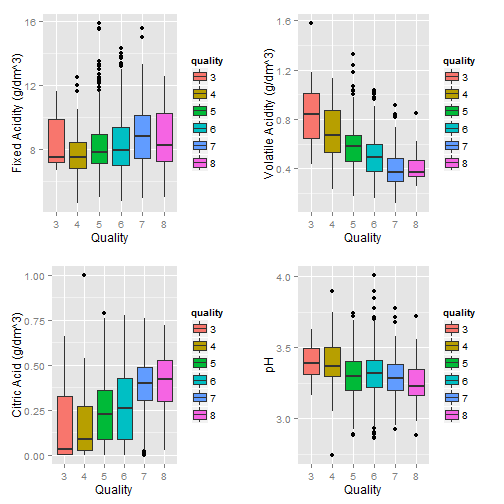 Fixed Acidity (g/dm^3)
16
12
8
3 4 5 6 7 8
Quality
quality
3
4
5
6
7
8
Volatile Acidity (g/dm^3)
1.6
1.2
0.8
0.4
3 4 5 6 7 8
Quality
quality
3
4
5
6
7
8
Citric Acid (g/dm^3)
1.00
0.75
0.50
0.25
0.00
3 4 5 6 7 8
Quality
quality
3
4
5
6
7
8
pH
4.0
3.5
3.0
3 4 5 6 7 8
Quality
quality
3
4
5
6
7
8